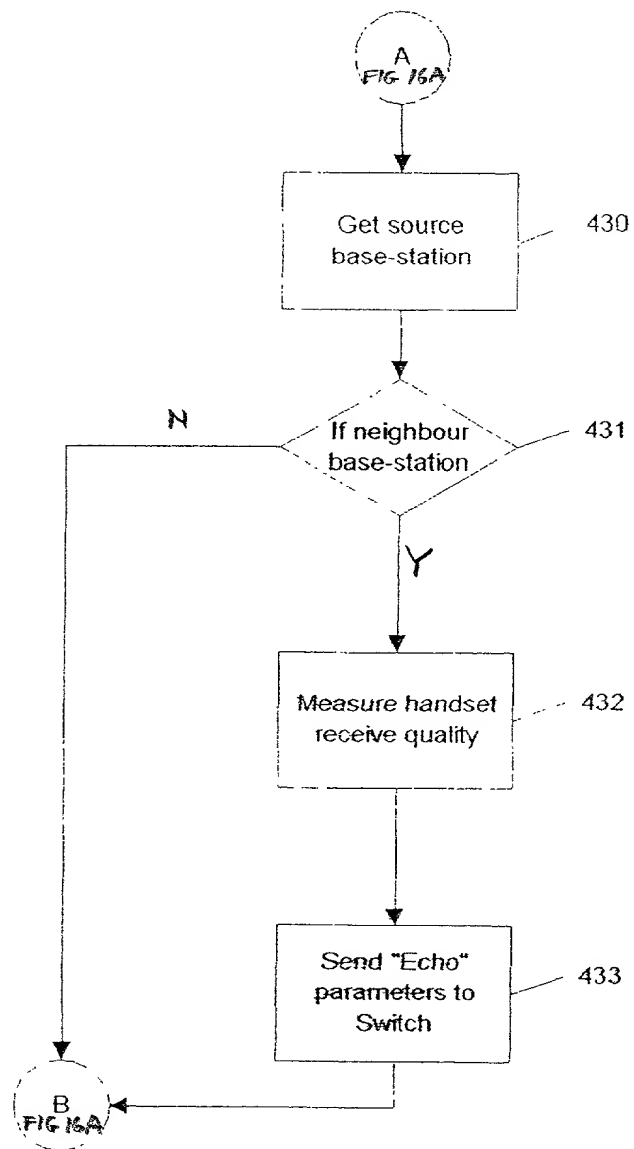 A
FIG 16A
Get source
base-station
430
If neighbour
base-station
431
N
Y
Measure handset
receive quality
432
Send "Echo"
parameters to
Switch
433
B
FIG 16A